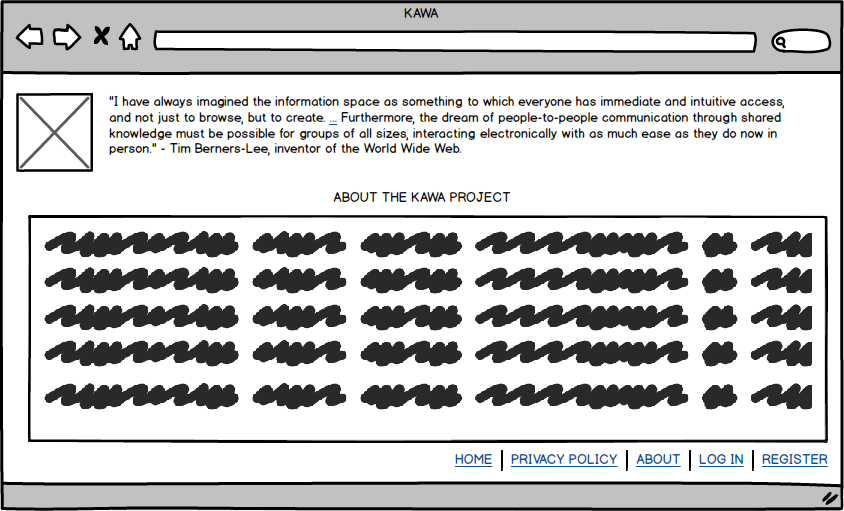 KAWA
"I have always imagined the information space as something to which everyone has immediate and intuitive access,
and not just to browse, but to create. ... Furthermore, the dream of people-to-people communication through shared
knowledge must be possible for groups of all sizes, interacting electronically with as much ease as they do now in
person." - Tim Berners-Lee, inventor of the World Wide Web.
ABOUT THE KAWA PROJECT
HOME | PRIVACY POLICY | ABOUT | LOG IN | REGISTER